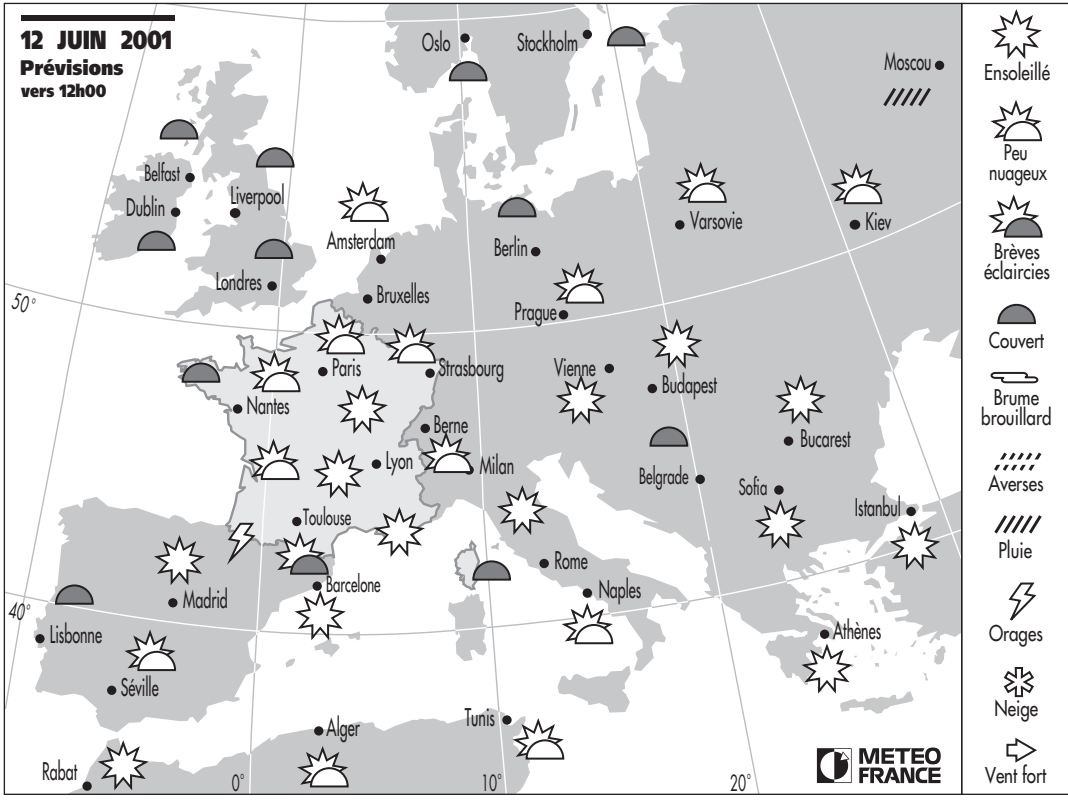 12 JUIN 2001
Prévisions
vers 12h00
Oslo
Stockholm
Moscou
Belfast
Dublin
Liverpool
Londres
Amsterdam
Bruxelles
Berlin
Varsovie
Kiev
Prague
50°
Paris
Strasbourg
Vienne
Budapest
Nantes
Berne
Bucarest
Lyon
Milan
Belgrade
Sofia
Istanbul
Toulouse
Rome
Barcelone
Madrid
Naples
40°
Lisbonne
Athènes
Séville
Alger
Tunis
Rabat
0°
10°
20°
METEO
FRANCE
Ensoleillé
Peu
nuageux
Brèves
éclaircies
Couvert
Brume
brouillard
Averses
Pluie
Orages
Neige
Vent fort